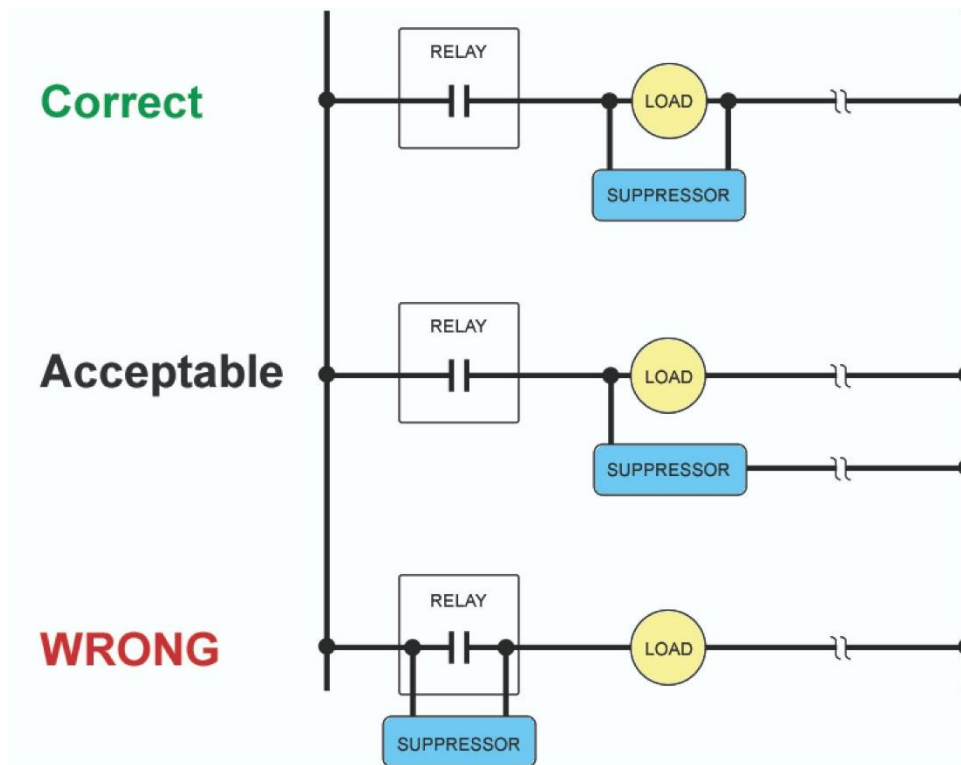 RELAY
Correct
LOAD
SUPPRESSOR
RELAY
Acceptable
LOAD
SUPPRESSOR
RELAY
WRONG
LOAD
SUPPRESSOR